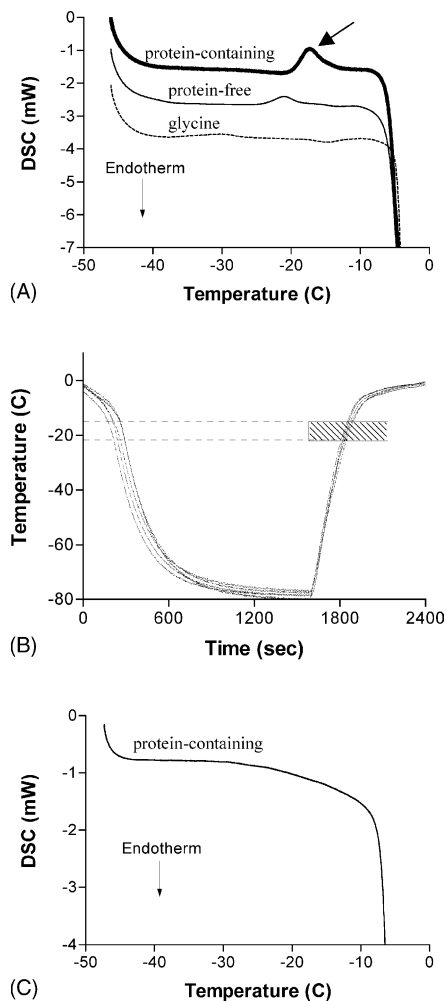 0
-1
-2
-3
-4
-5
-6
-7
DSC (mW)
protein-containing
protein-free
glycine
Endotherm
-50 -40 -30 -20 -10 0
Temperature (C)
(A)
0
-20
-40
-60
-80
Temperature (C)
0 600 1200 1800 2400
Time (sec)
(B)
0
-1
-2
-3
-4
DSC (mW)
protein-containing
Endotherm
-50 -40 -30 -20 -10 0
Temperature (C)
(C)